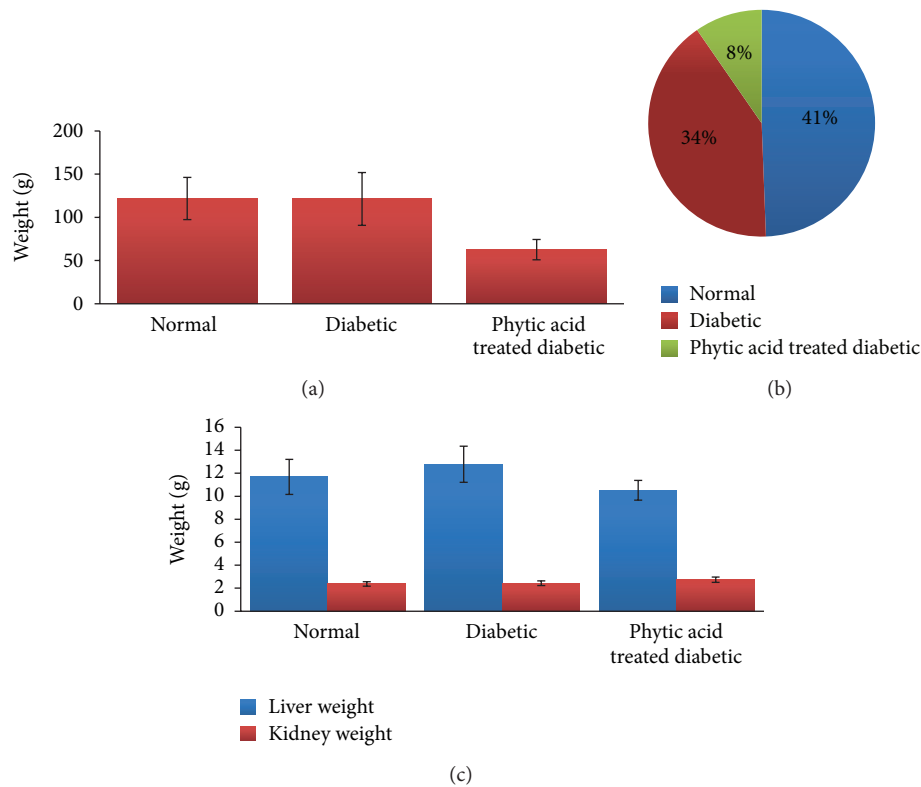 200
150
100
50
0
Weight (g)
Normal
Diabetic
Phytic acid
treated diabetic
(a)
8%
41%
34%
Normal
Diabetic
Phytic acid treated diabetic
(b)
16
14
12
10
8
6
4
2
0
Weight (g)
Normal
Diabetic
Phytic acid
treated diabetic
Liver weight
Kidney weight
(c)